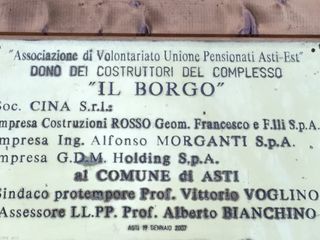 "Associazione di Volontariato Unione Pensionati Asti-Est"
DONO DEI COSTRUTTORI DEL COMPLESSO
"IL BORGO"
Soc. CINA S.r.l.s
mpresa Costruzioni ROSSO Geom. Francesco e F.lli S.p.A.
mpresa Ing. Alfonso MORGANTI S.p.A.
mpresa G.D.M. Holding S.p.A.
al COMUNE di ASTI
Sindaco protempore Prof. Vittorio VOGLINO
Assessore LL.PP. Prof. Alberto BIANCHINO
ASTI 19 GENNAIO 2007